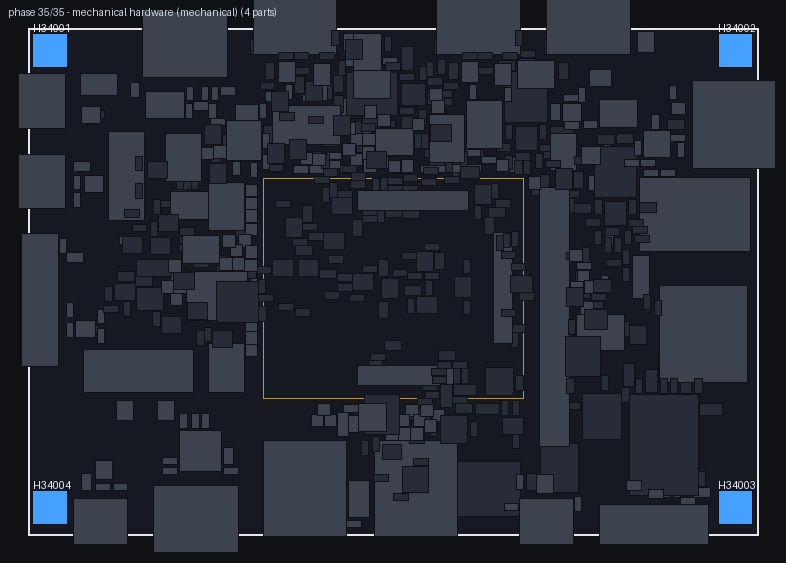 phase 35/35 - mechanical hardware (mechanical) (4 parts)
H34001
H34002
H34004
H34003